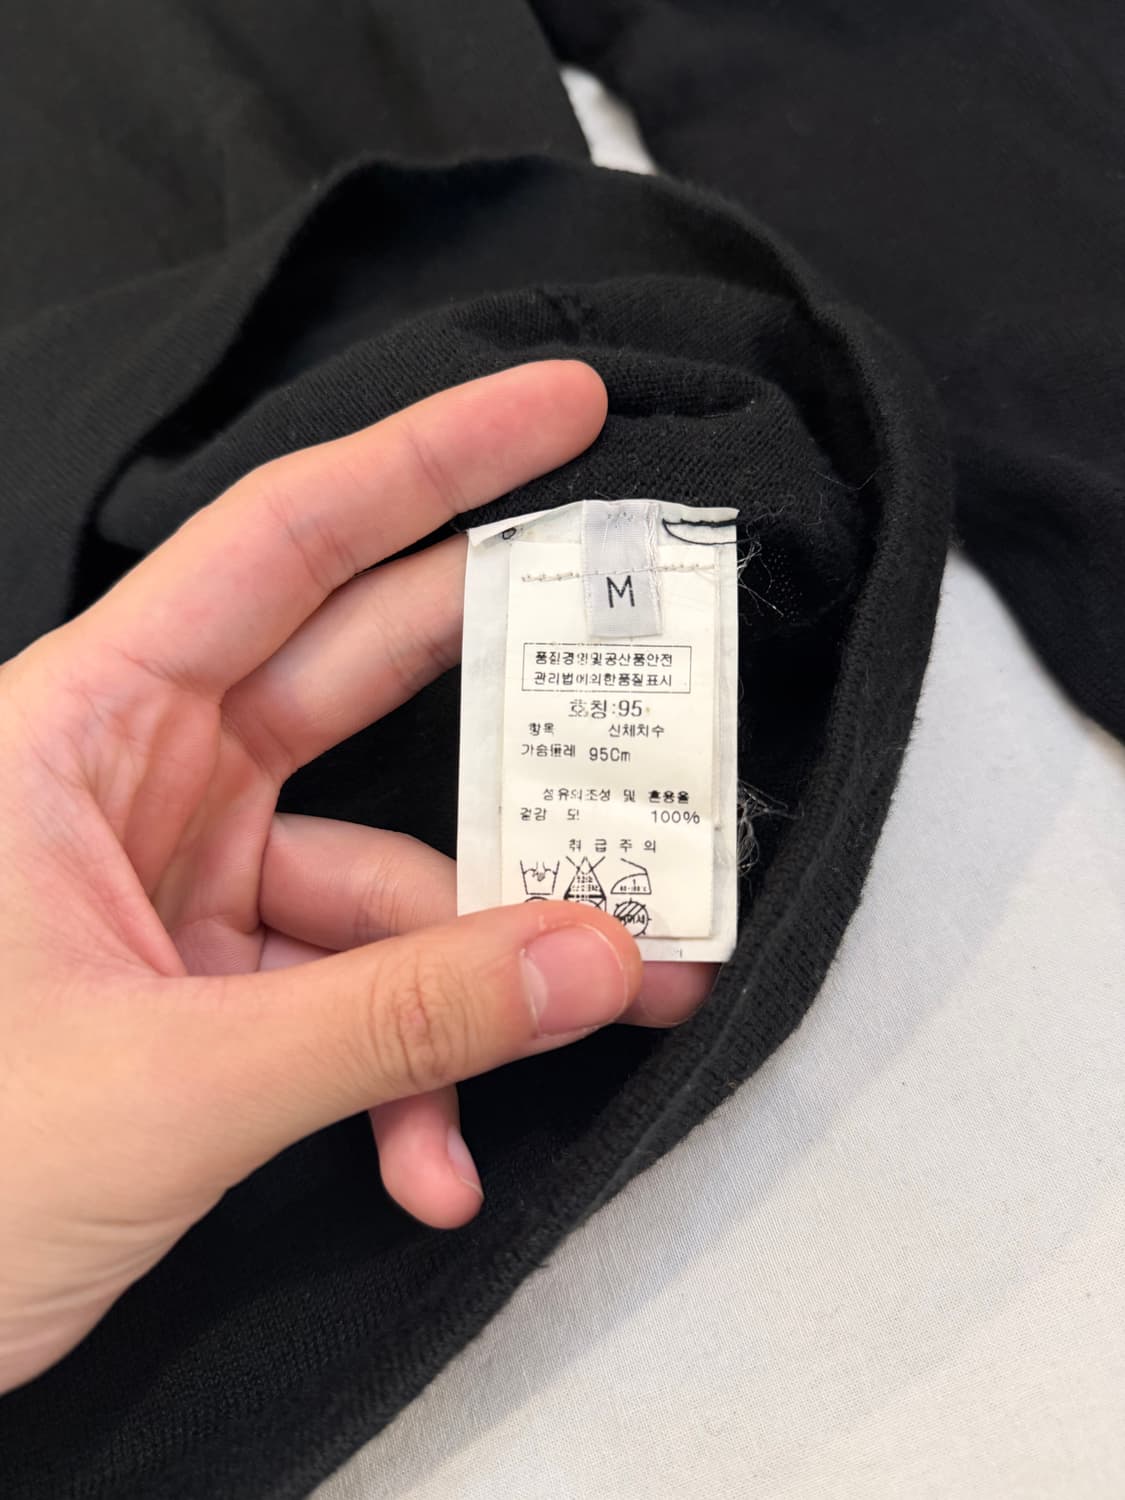 M
품질경영및공산품안전
관리법에의한품질표시
호칭:95
항목 신체치수
가슴둘레 95Cm
섬유의조성 및 혼용율
겉감 모 100%
취급주의